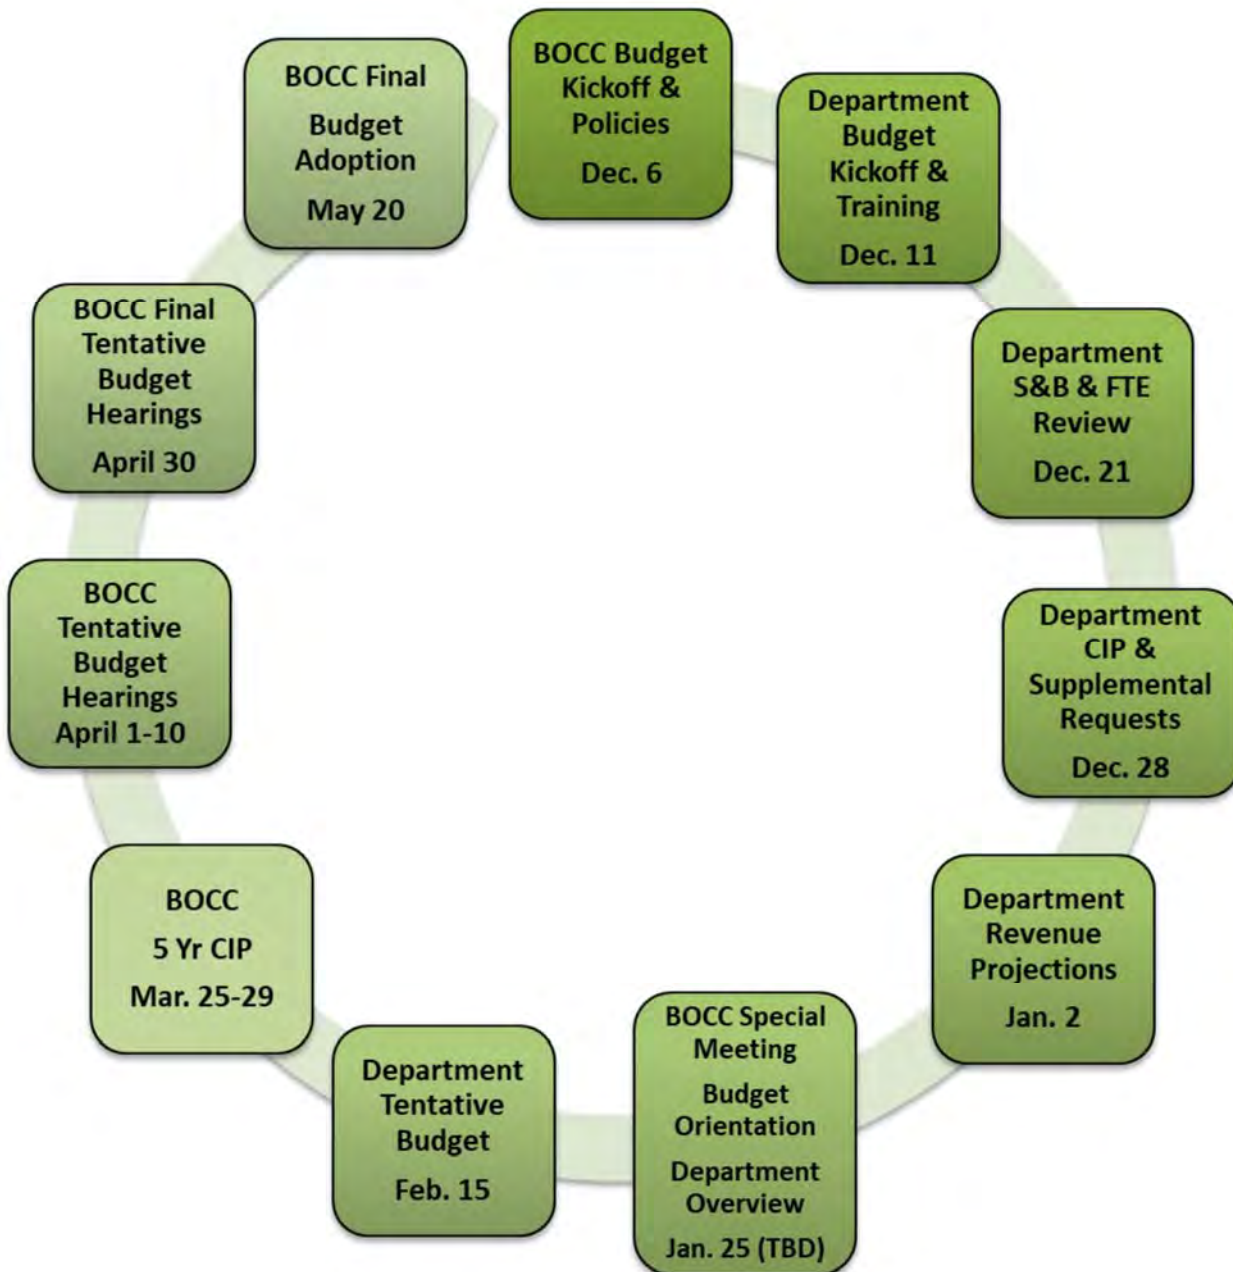 BOCC Budget
Kickoff &
Policies
Dec. 6
Department
Budget
Kickoff &
Training
Dec. 11
Department
S&B & FTE
Review
Dec. 21
Department
CIP &
Supplemental
Requests
Dec. 28
Department
Revenue
Projections
Jan. 2
BOCC Special
Meeting
Budget
Orientation
Department
Overview
Jan. 25 (TBD)
Department
Tentative
Budget
Feb. 15
BOCC
5 Yr CIP
Mar. 25-29
BOCC
Tentative
Budget
Hearings
April 1-10
BOCC Final
Tentative
Budget
Hearings
April 30
BOCC Final
Budget
Adoption
May 20